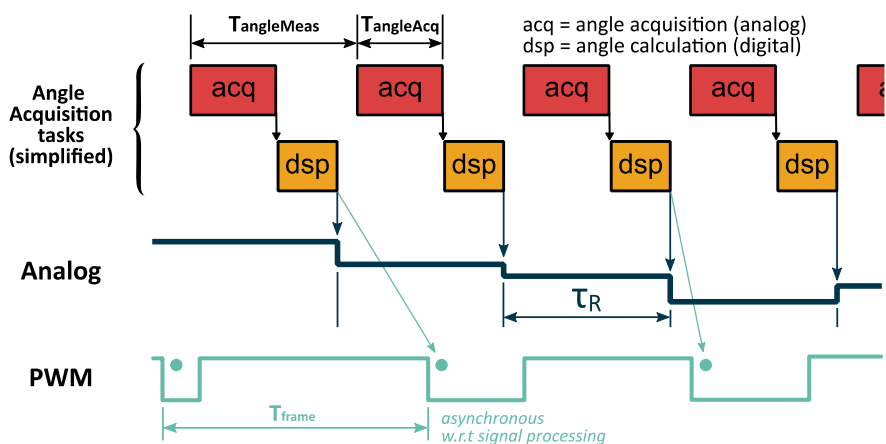 TangleMeas
TangleAcq
acq = angle acquisition (analog)
dsp = angle calculation (digital)
Angle
Acquisition
tasks
(simplified)
acq
acq
acq
acq
dsp
dsp
dsp
dsp
Analog
τR
PWM
Tframe
asynchronous
w.r.t signal processing